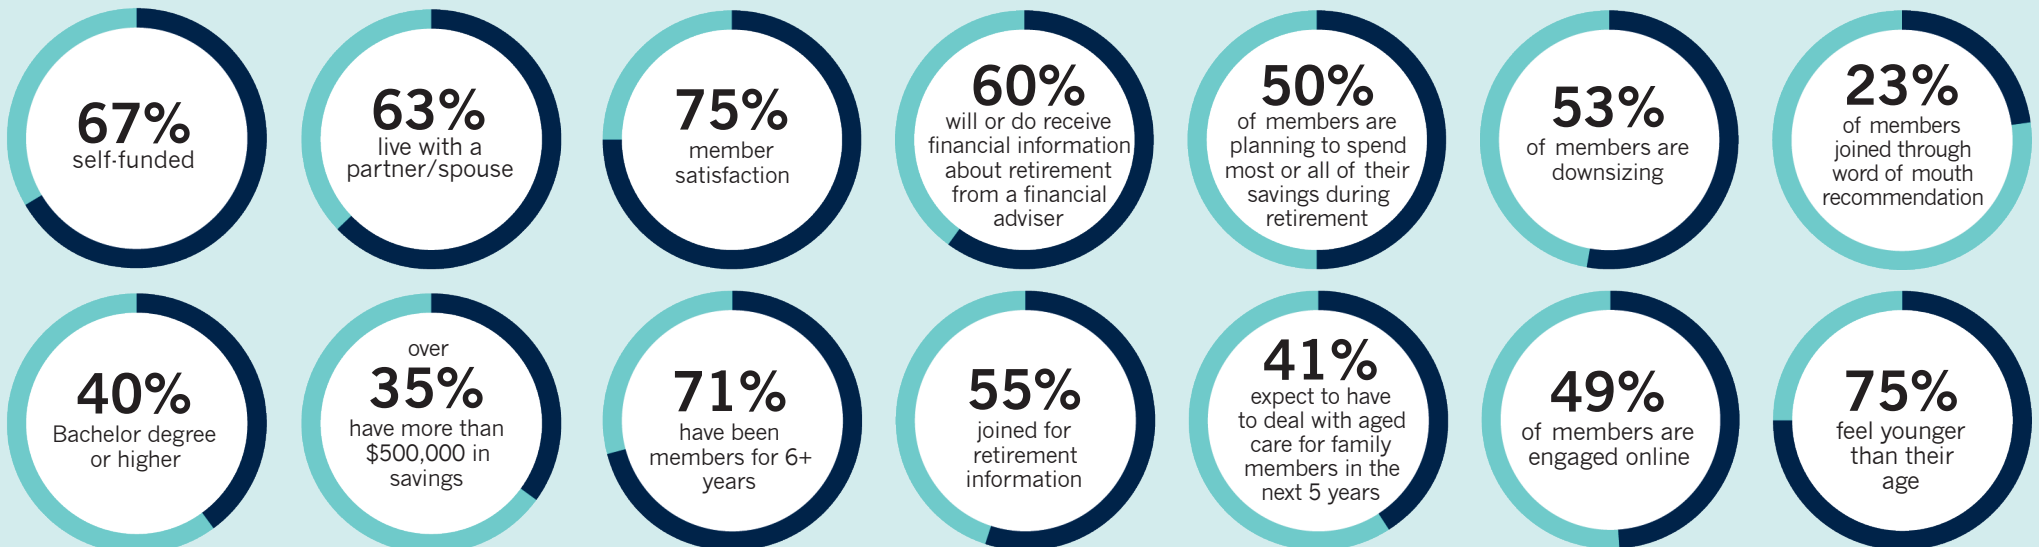 67%
self-funded
63%
live with a
partner/spouse
75%
member
satisfaction
60%
will or do receive
financial information
about retirement
from a financial
adviser
50%
of members are
planning to spend
most or all of their
savings during
retirement
53%
of members are
downsizing
23%
of members
joined through
word of mouth
recommendation
40%
Bachelor degree
or higher
over
35%
have more than
$500,000 in
savings
71%
have been
members for 6+
years
55%
joined for
retirement
information
41%
expect to have
to deal with aged
care for family
members in the
next 5 years
49%
of members are
engaged online
75%
feel younger
than their
age